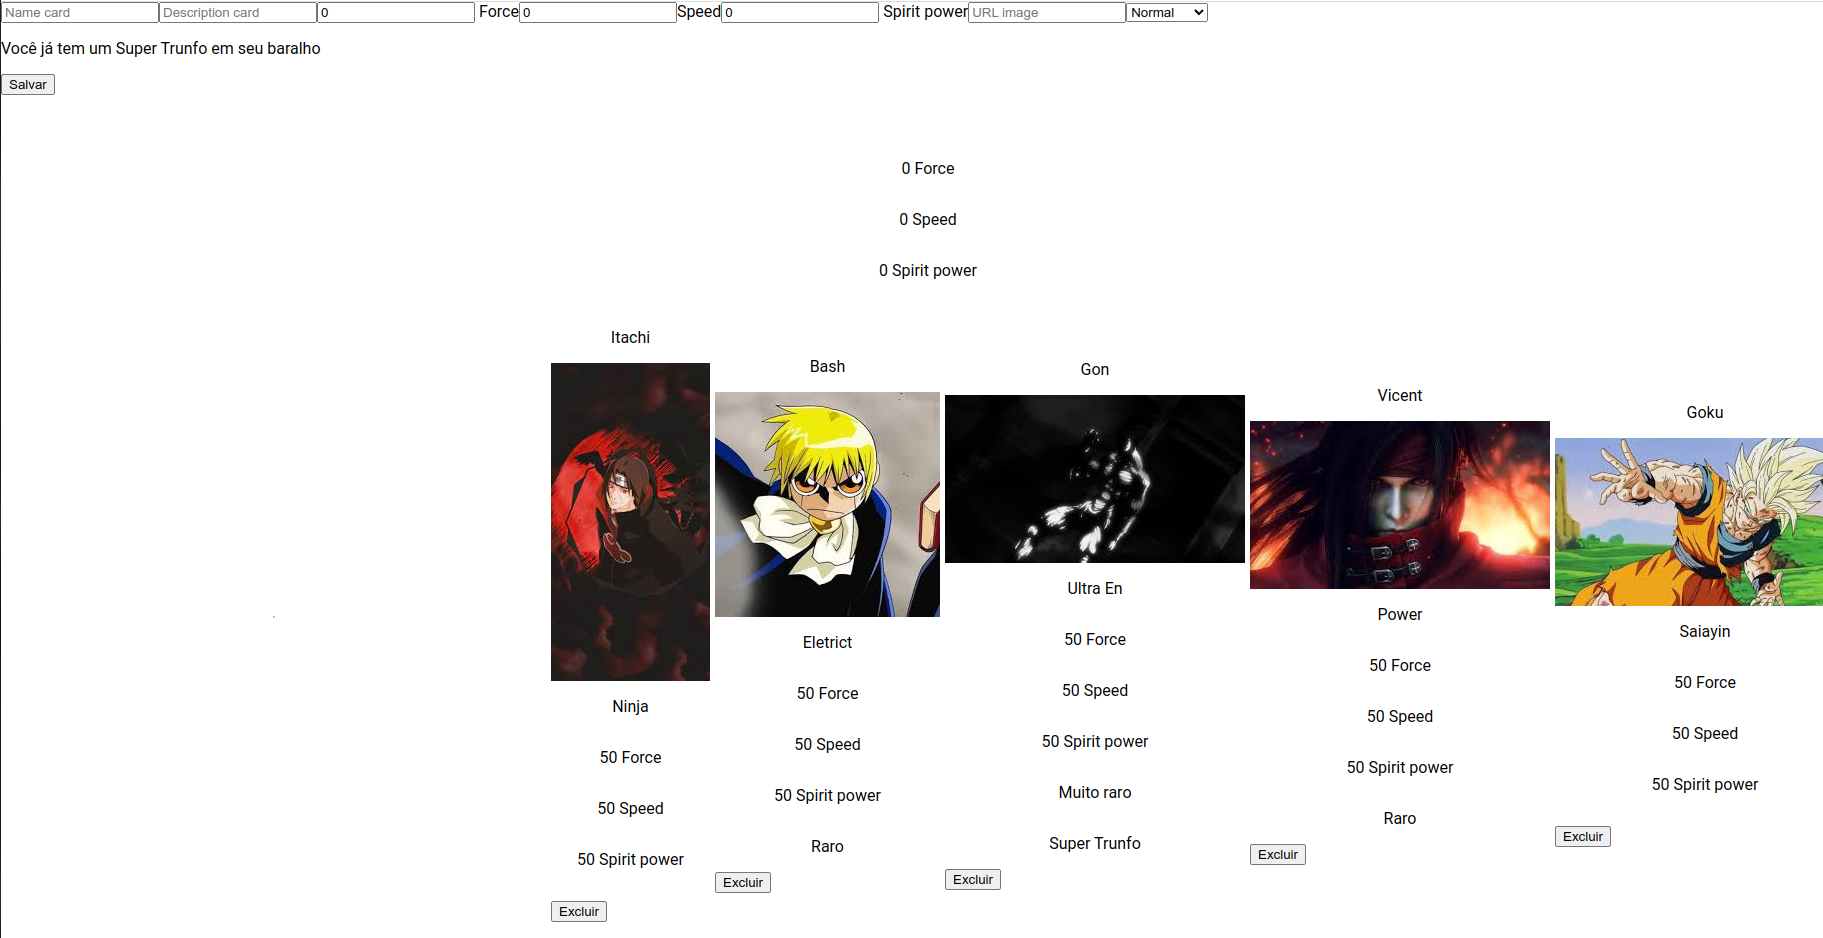 Name card Description card 0 Force 0 Speed 0 Spirit power URL image Normal
Você já tem um Super Trunfo em seu baralho
Salvar
0 Force
0 Speed
0 Spirit power
Itachi
Ninja
50 Force
50 Speed
50 Spirit power
Excluir
Bash
Eletrict
50 Force
50 Speed
50 Spirit power
Raro
Excluir
Gon
Ultra En
50 Force
50 Speed
50 Spirit power
Muito raro
Super Trunfo
Excluir
Vicent
Power
50 Force
50 Speed
50 Spirit power
Raro
Excluir
Goku
Saiayin
50 Force
50 Speed
50 Spirit power
Excluir